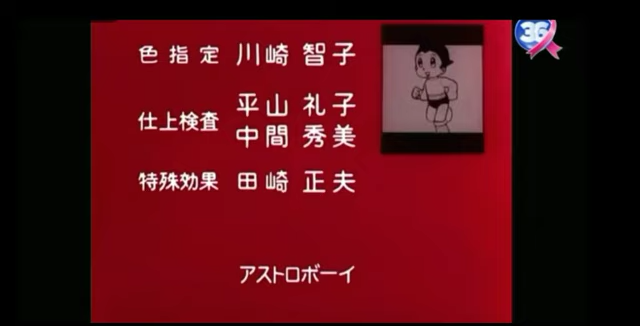 36
色指定 川崎 智子
仕上検査 平山 礼子
中間 秀美
特殊効果 田崎 正夫
アストロボーイ